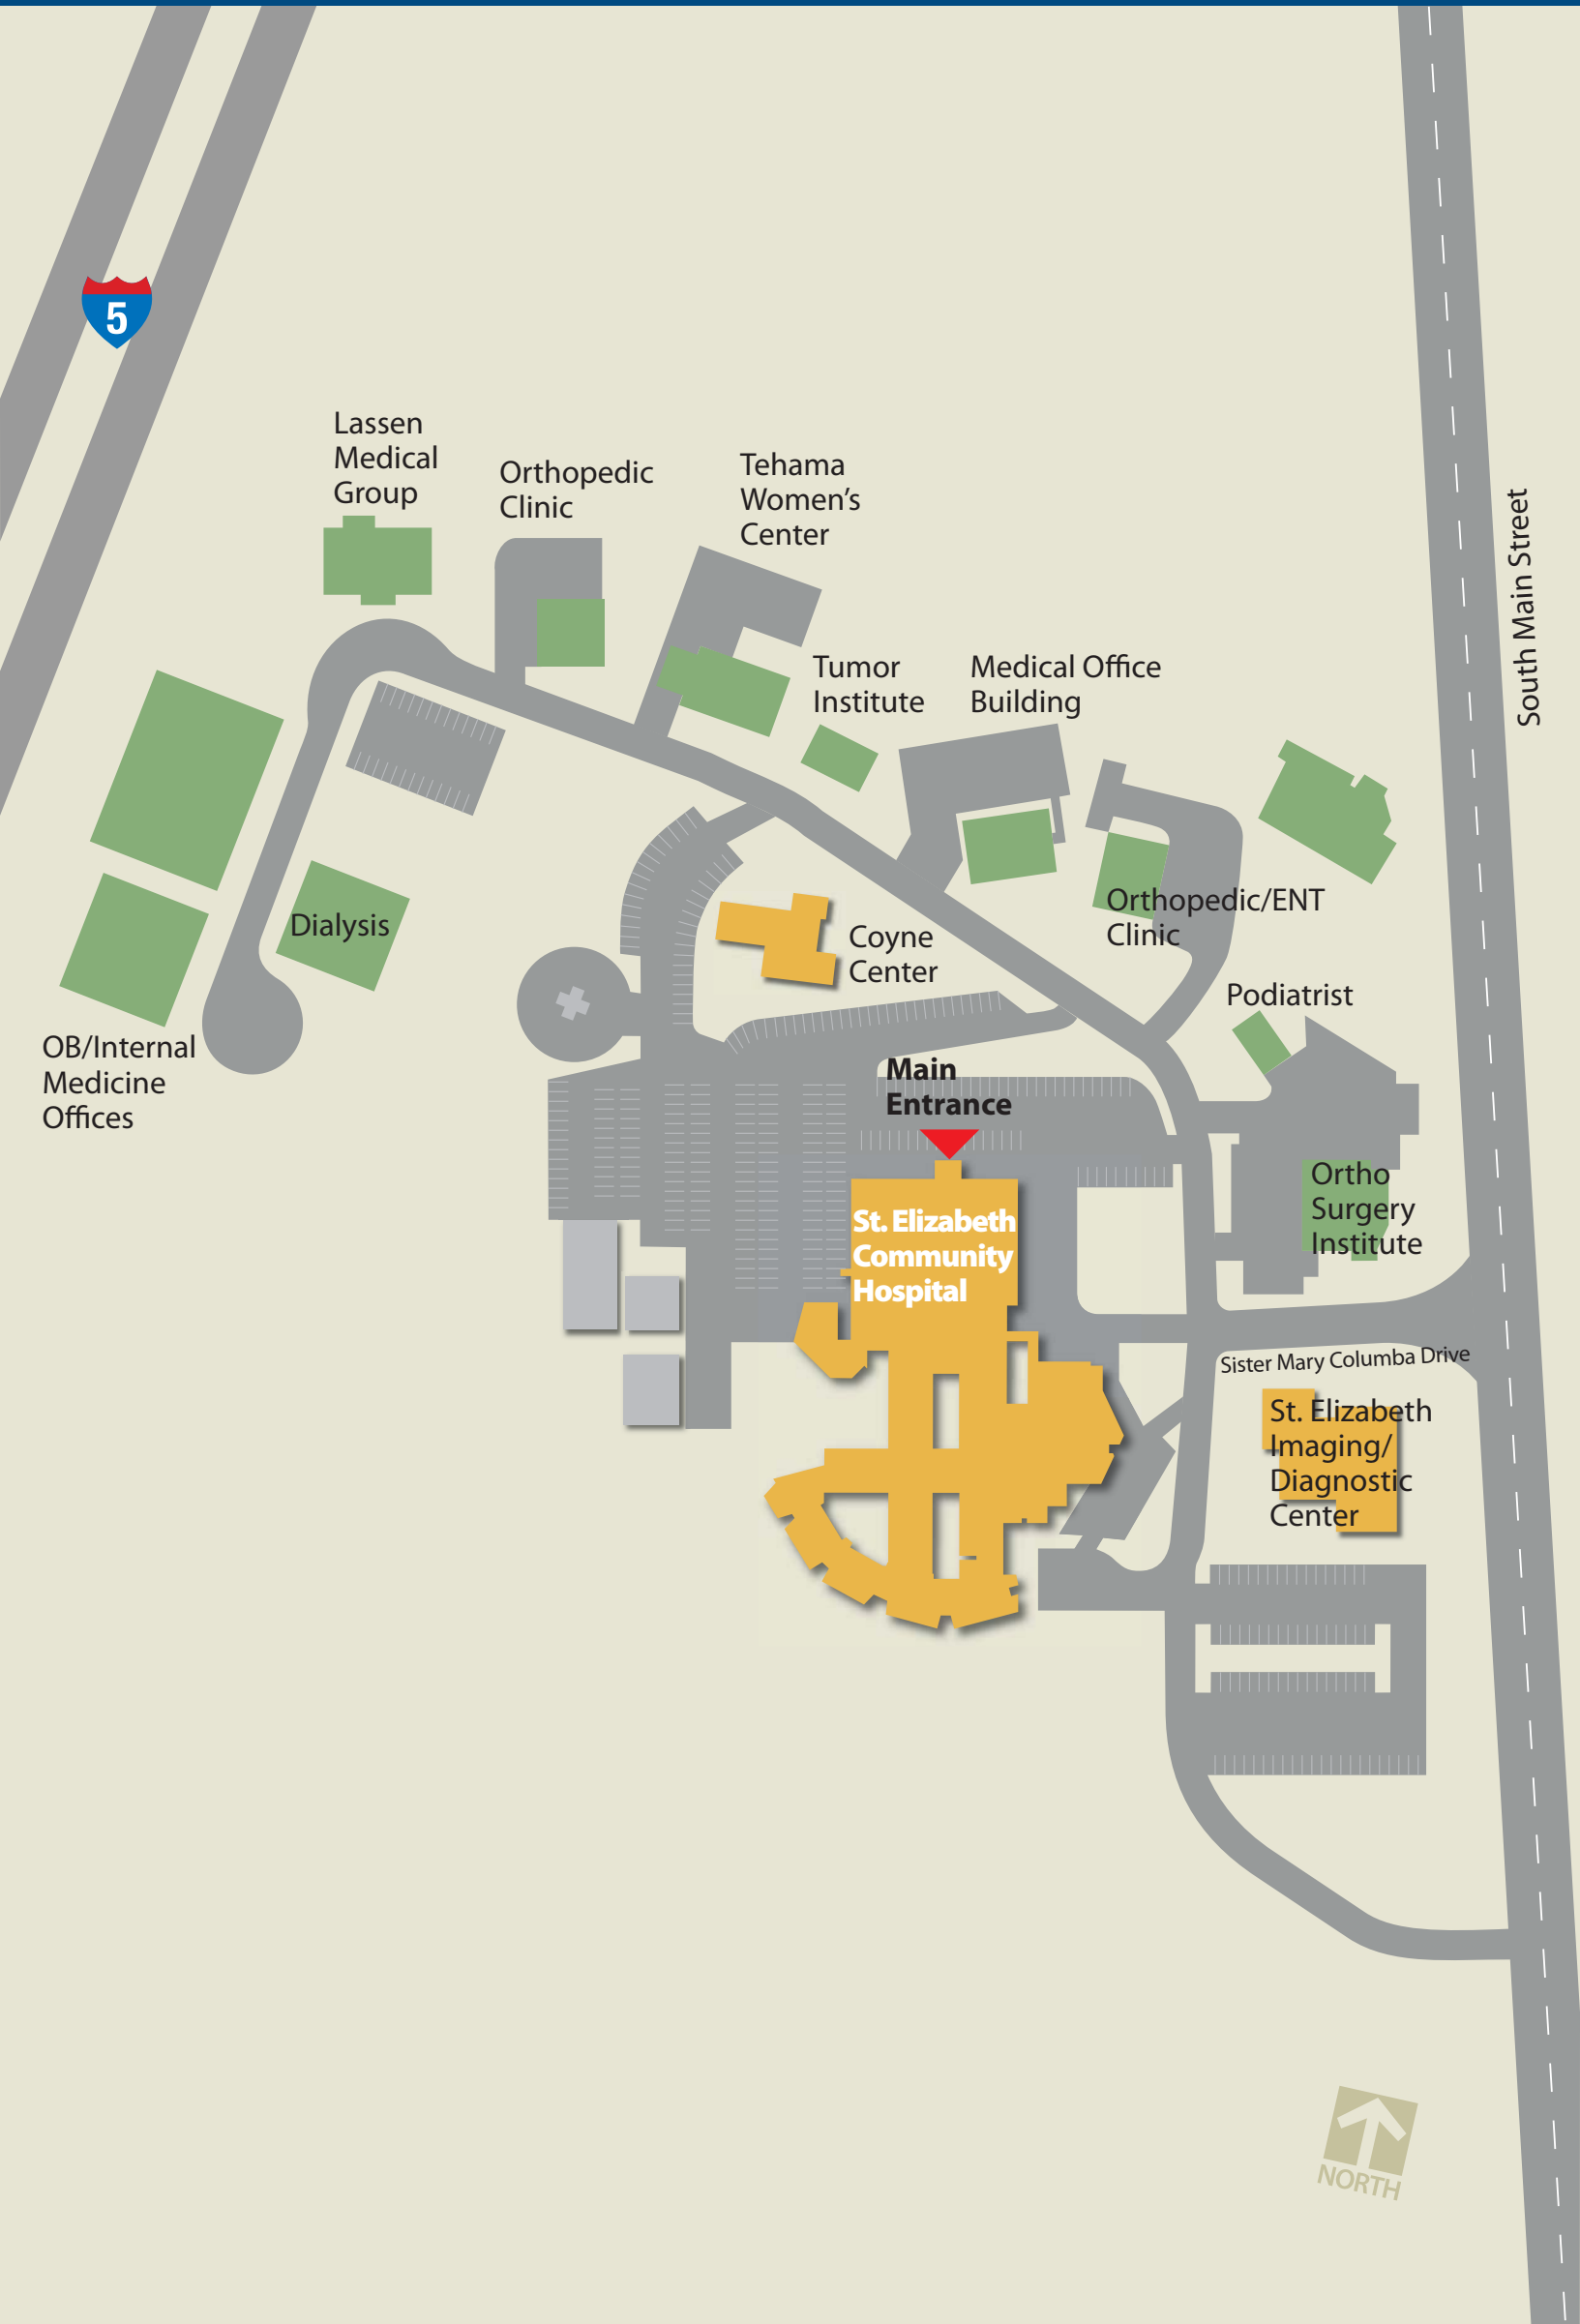 5
Lassen
Medical
Group
Orthopedic
Clinic
Tehama
Women's
Center
South Main Street
Tumor
Institute
Medical Office
Building
Orthopedic/ENT
Clinic
Dialysis
Coyne
Center
Podiatrist
OB/Internal
Medicine
Offices
Main
Entrance
Ortho
Surgery
Institute
St. Elizabeth
Community
Hospital
Sister Mary Columba Drive
St. Elizabeth
Imaging/
Diagnostic
Center
NORTH